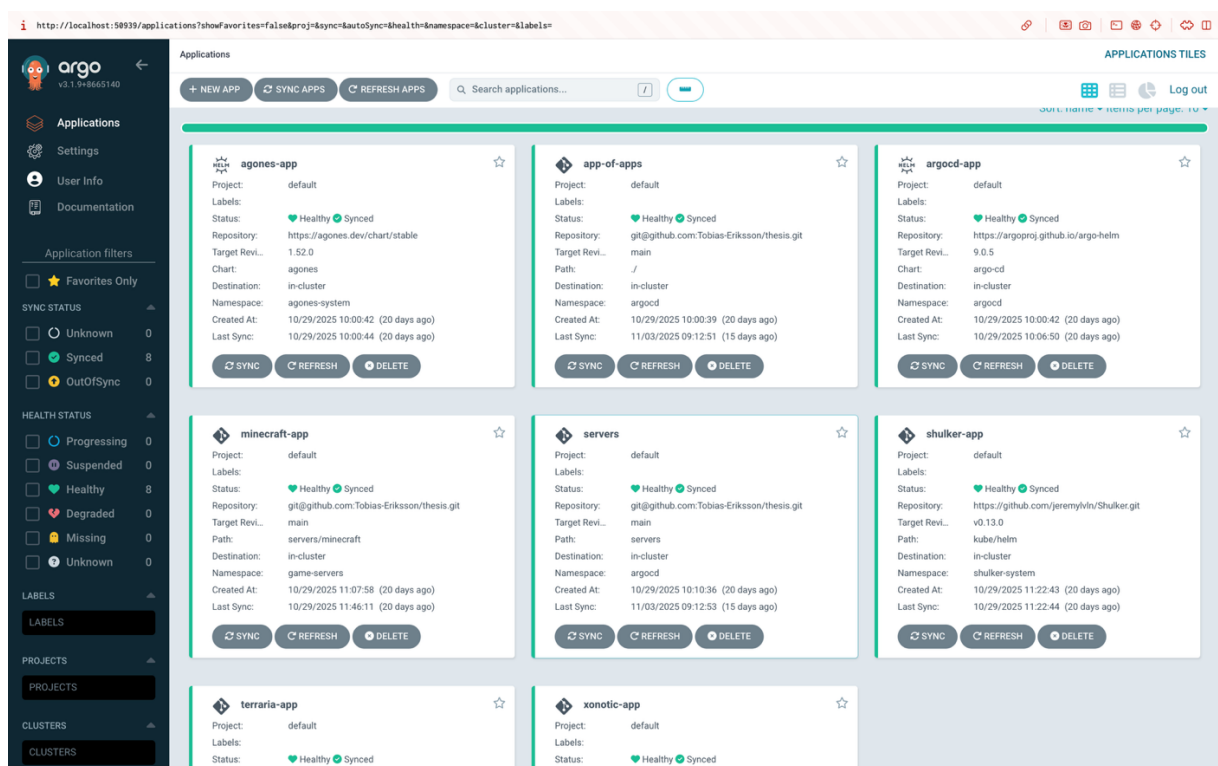 i http://localhost:50939/applications?showFavorites=false&proj=&sync=&autoSync=&health=&namespace=&cluster=&labels=
argo
v3.1.9+8665140
Applications
Settings
User Info
Documentation
Application filters
Favorites Only
SYNC STATUS
Unknown 0
Synced 8
OutOfSync 0
HEALTH STATUS
Progressing 0
Suspended 0
Healthy 8
Degraded 0
Missing 0
Unknown 0
LABELS
LABELS
PROJECTS
PROJECTS
CLUSTERS
CLUSTERS
Applications
APPLICATIONS TILES
+ NEW APP
SYNC APPS
REFRESH APPS
Search applications...
/
Log out
Sort: name Items per page: 10
HELM
agones-app
Project: default
Labels:
Status: Healthy Synced
Repository: https://agones.dev/chart/stable
Target Revi... 1.52.0
Chart: agones
Destination: in-cluster
Namespace: agones-system
Created At: 10/29/2025 10:00:42 (20 days ago)
Last Sync: 10/29/2025 10:00:44 (20 days ago)
SYNC REFRESH DELETE
app-of-apps
Project: default
Labels:
Status: Healthy Synced
Repository: git@github.com:Tobias-Eriksson/thesis.git
Target Revi... main
Path: ./
Destination: in-cluster
Namespace: argocd
Created At: 10/29/2025 10:00:39 (20 days ago)
Last Sync: 11/03/2025 09:12:51 (15 days ago)
SYNC REFRESH DELETE
HELM
argocd-app
Project: default
Labels:
Status: Healthy Synced
Repository: https://argoproj.github.io/argo-helm
Target Revi... 9.0.5
Chart: argo-cd
Destination: in-cluster
Namespace: argocd
Created At: 10/29/2025 10:00:42 (20 days ago)
Last Sync: 10/29/2025 10:06:50 (20 days ago)
SYNC REFRESH DELETE
minecraft-app
Project: default
Labels:
Status: Healthy Synced
Repository: git@github.com:Tobias-Eriksson/thesis.git
Target Revi... main
Path: servers/minecraft
Destination: in-cluster
Namespace: game-servers
Created At: 10/29/2025 11:07:58 (20 days ago)
Last Sync: 10/29/2025 11:46:11 (20 days ago)
SYNC REFRESH DELETE
servers
Project: default
Labels:
Status: Healthy Synced
Repository: git@github.com:Tobias-Eriksson/thesis.git
Target Revi... main
Path: servers
Destination: in-cluster
Namespace: argocd
Created At: 10/29/2025 10:10:36 (20 days ago)
Last Sync: 11/03/2025 09:12:53 (15 days ago)
SYNC REFRESH DELETE
shulker-app
Project: default
Labels:
Status: Healthy Synced
Repository: https://github.com/jeremylvln/Shulker.git
Target Revi... v0.13.0
Path: kube/helm
Destination: in-cluster
Namespace: shulker-system
Created At: 10/29/2025 11:22:43 (20 days ago)
Last Sync: 10/29/2025 11:22:44 (20 days ago)
SYNC REFRESH DELETE
terraria-app
Project: default
Labels:
Status: Healthy Synced
xonotic-app
Project: default
Labels:
Status: Healthy Synced